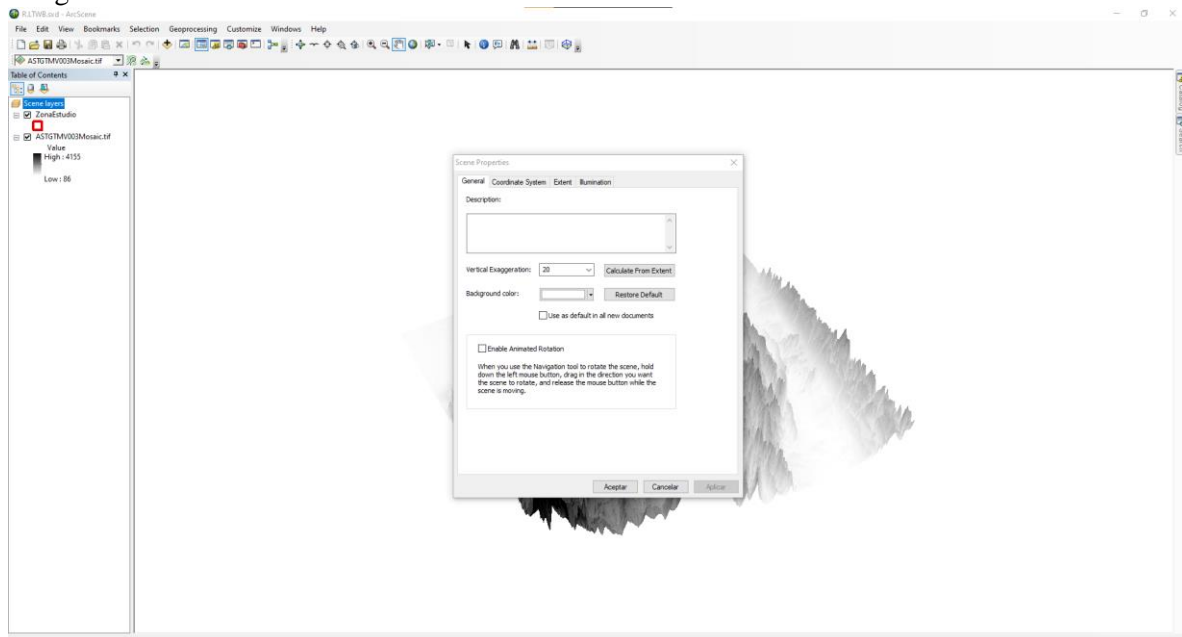 R.LTWB.sxd - ArcScene
File Edit View Bookmarks Selection Geoprocessing Customize Windows Help
ASTGTMV003Mosaic.tif
Table of Contents
Scene layers
ZonaEstudio
ASTGTMV003Mosaic.tif
Value
High : 4155
Low : 86
Scene Properties
General Coordinate System Extent Illumination
Description:
Vertical Exaggeration: 20 Calculate From Extent
Background color: Restore Default
Use as default in all new documents
Enable Animated Rotation
When you use the Navigation tool to rotate the scene, hold
down the left mouse button, drag in the direction you want
the scene to rotate, and release the mouse button while the
scene is moving.
Aceptar Cancelar Aplicar